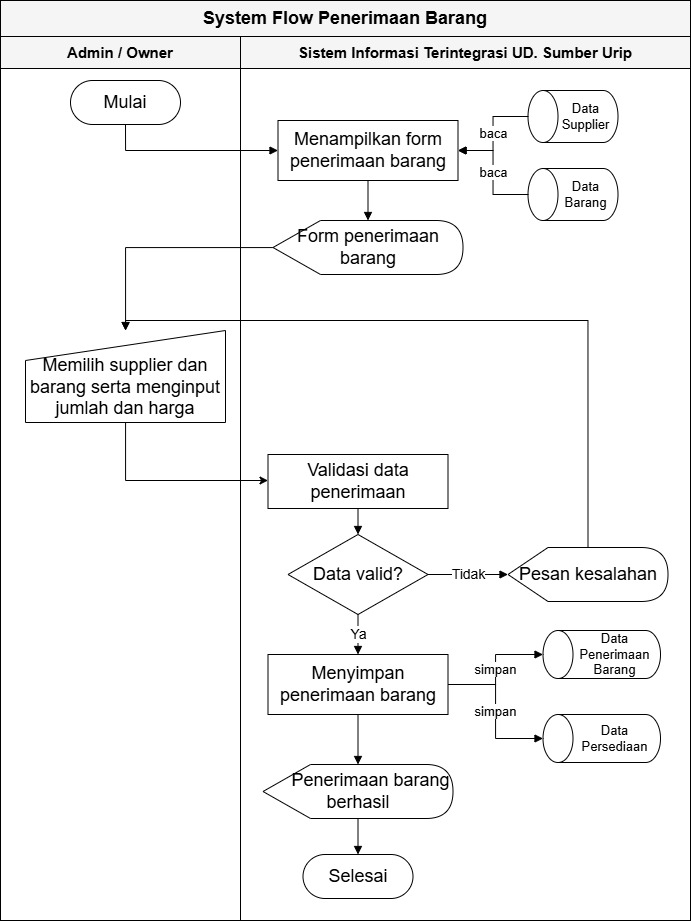 System Flow Penerimaan Barang
Admin / Owner
Sistem Informasi Terintegrasi UD. Sumber Urip
Mulai
Menampilkan form
penerimaan barang
baca
baca
Data
Supplier
Data
Barang
Form penerimaan
barang
Memilih supplier dan
barang serta menginput
jumlah dan harga
Validasi data
penerimaan
Data valid?
Tidak
Pesan kesalahan
Ya
Menyimpan
penerimaan barang
simpan
simpan
Data
Penerimaan
Barang
Data
Persediaan
Penerimaan barang
berhasil
Selesai